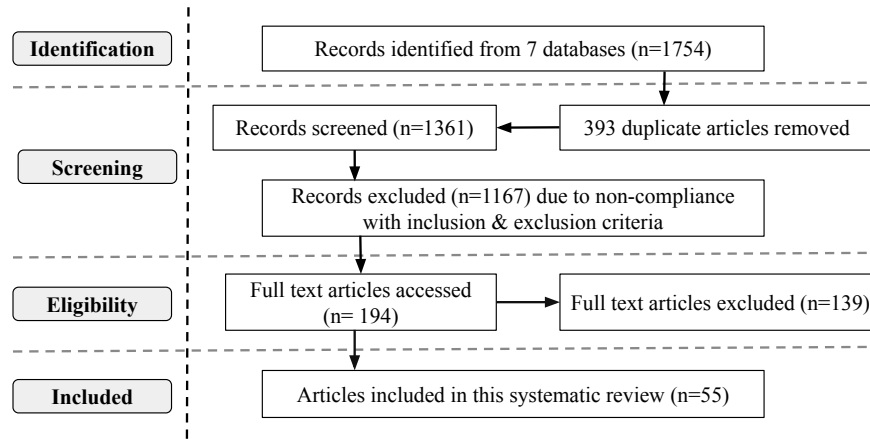 Identification
Records identified from 7 databases (n=1754)
Screening
Records screened (n=1361)
393 duplicate articles removed
Records excluded (n=1167) due to non-compliance
with inclusion & exclusion criteria
Eligibility
Full text articles accessed
(n= 194)
Full text articles excluded (n=139)
Included
Articles included in this systematic review (n=55)